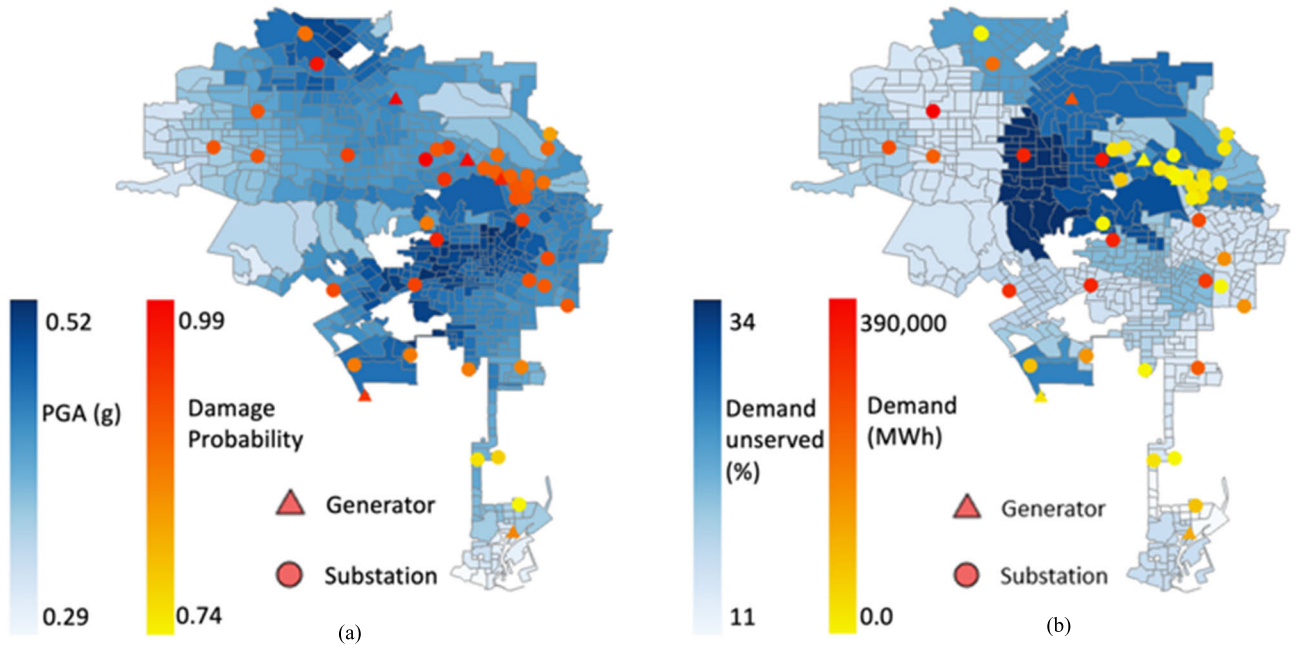 0.52
PGA (g)
0.29
0.99
Damage
Probability
0.74
Generator
Substation
(a)
34
Demand
unserved
(%)
11
390,000
Demand
(MWh)
0.0
Generator
Substation
(b)